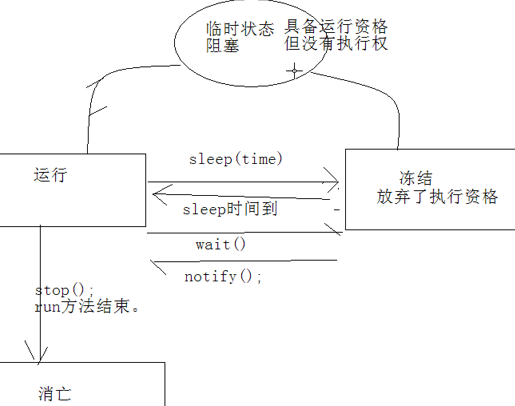 临时状态
阻塞
具备运行资格
但没有执行权
运行
sleep(time)
冻结
放弃了执行资格
sleep时间到
wait()
notify();
stop();
run方法结束。
消亡